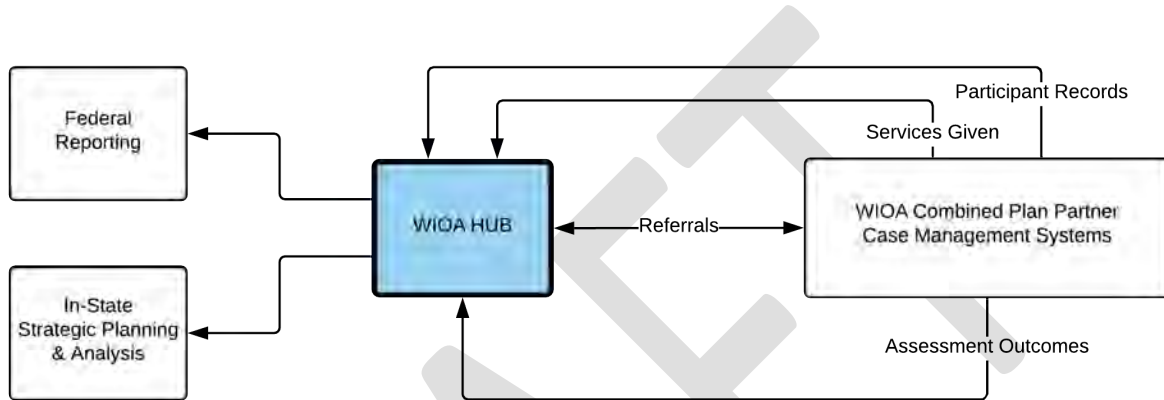 Federal
Reporting
In-State
Strategic Planning
& Analysis
WIOA HUB
Participant Records
Services Given
Referrals
WIOA Combined Plan Partner
Case Management Systems
Assessment Outcomes